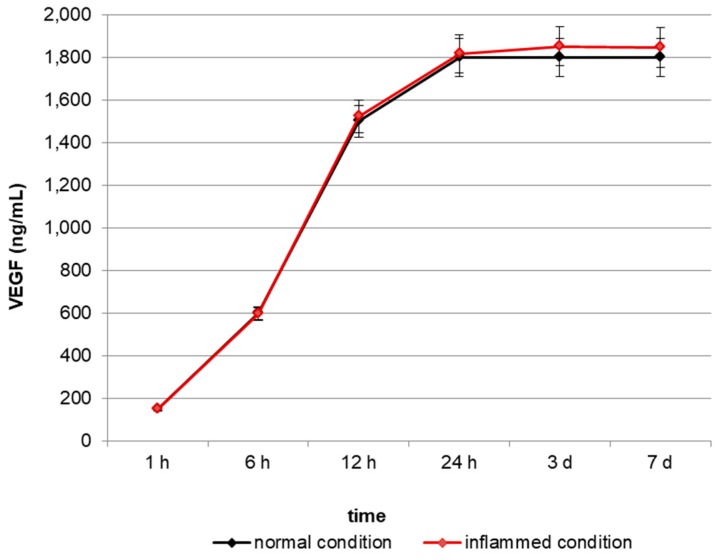 2,000
1,800
1,600
1,400
1,200
1,000
800
600
400
200
0
VEGF (ng/mL)
1 h 6 h 12 h 24 h 3 d 7 d
time
normal condition inflammed condition